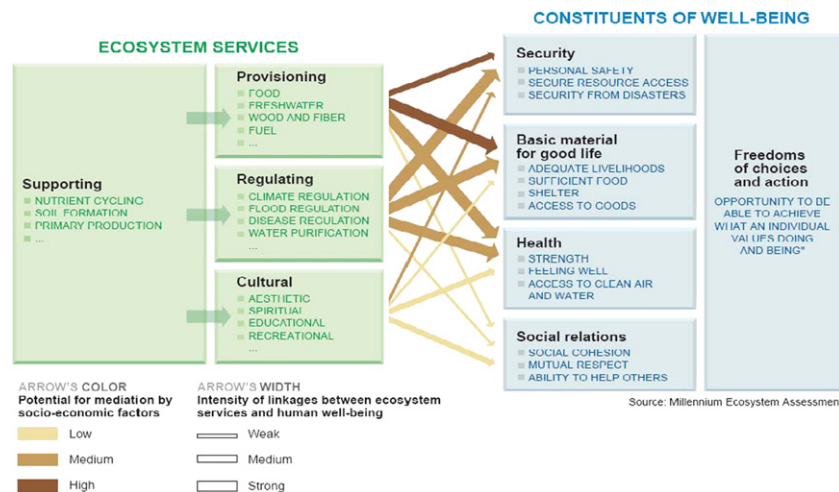 CONSTITUENTS OF WELL-BEING
ECOSYSTEM SERVICES
Supporting
NUTRIENT CYCLING
SOIL FORMATION
PRIMARY PRODUCTION
...
Provisioning
FOOD
FRESHWATER
WOOD AND FIBER
FUEL
...
Regulating
CLIMATE REGULATION
FLOOD REGULATION
DISEASE REGULATION
WATER PURIFICATION
...
Cultural
AESTHETIC
SPIRITUAL
EDUCATIONAL
RECREATIONAL
...
Security
PERSONAL SAFETY
SECURE RESOURCE ACCESS
SECURITY FROM DISASTERS
Basic material
for good life
ADEQUATE LIVELIHOODS
SUFFICIENT FOOD
SHELTER
ACCESS TO GOODS
Health
STRENGTH
FEELING WELL
ACCESS TO CLEAN AIR
AND WATER
Social relations
SOCIAL COHESION
MUTUAL RESPECT
ABILITY TO HELP OTHERS
Freedoms
of choices
and action
OPPORTUNITY TO BE
ABLE TO ACHIEVE
WHAT AN INDIVIDUAL
VALUES DOING
AND BEING"
Source: Millennium Ecosystem Assessment
ARROW'S COLOR
Potential for mediation by
socio-economic factors
Low
Medium
High
ARROW'S WIDTH
Intensity of linkages between ecosystem
services and human well-being
Weak
Medium
Strong